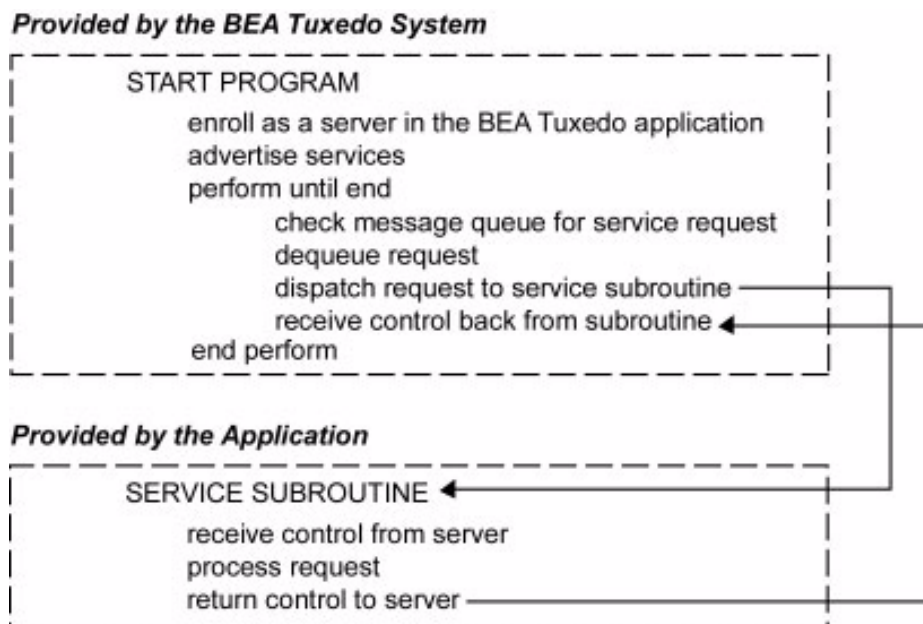 Provided by the BEA Tuxedo System
START PROGRAM
enroll as a server in the BEA Tuxedo application
advertise services
perform until end
check message queue for service request
dequeue request
dispatch request to service subroutine
receive control back from subroutine
end perform
Provided by the Application
SERVICE SUBROUTINE
receive control from server
process request
return control to server